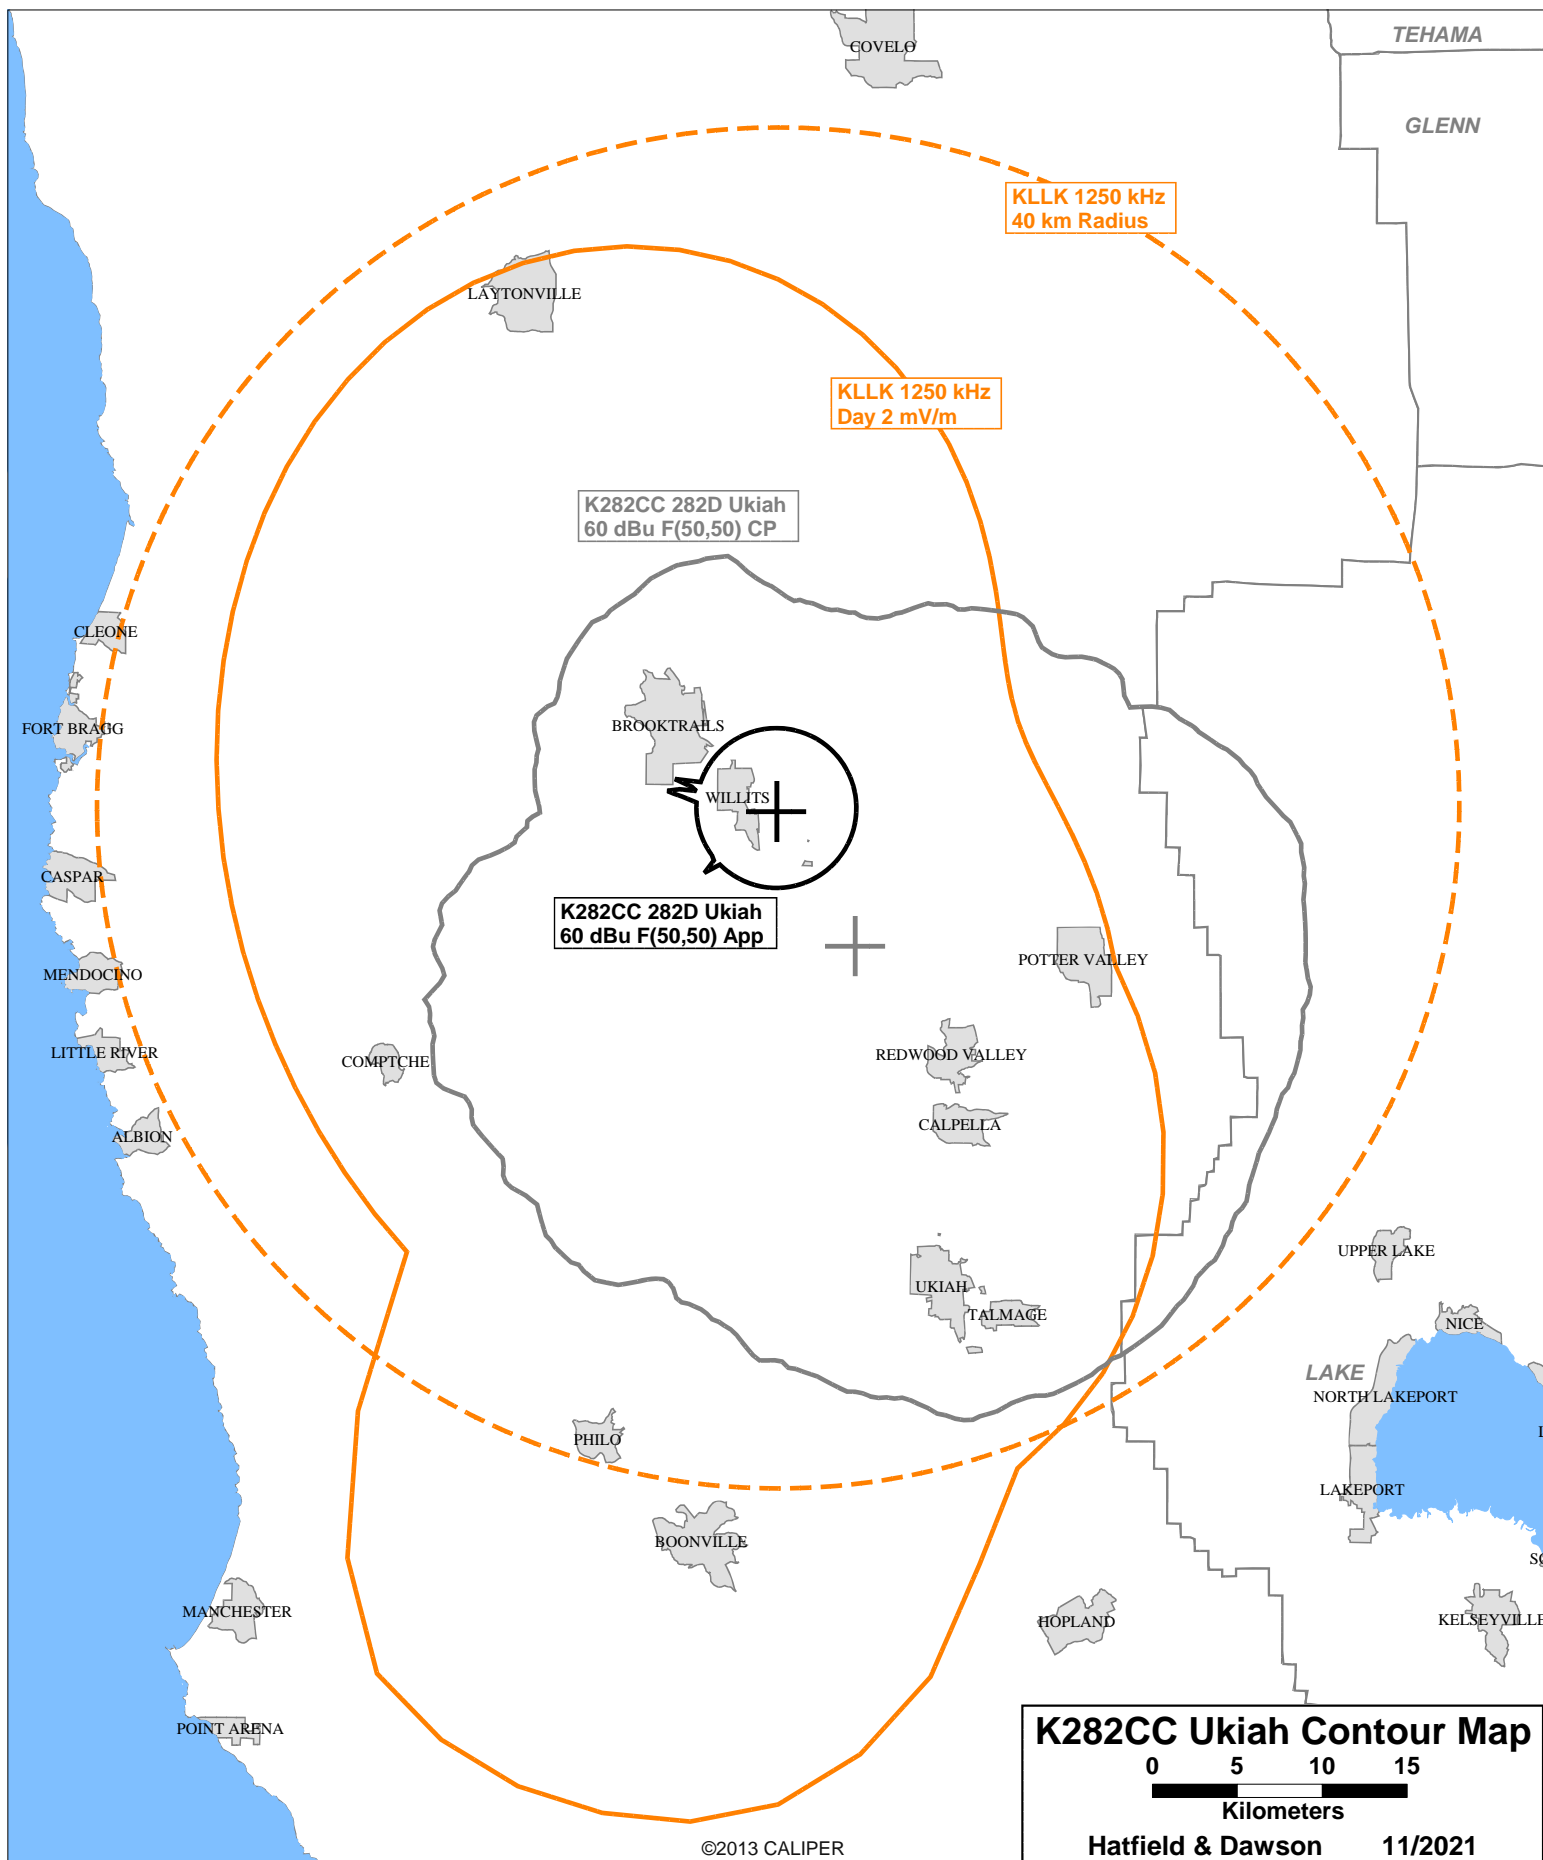 COVELO
TEHAMA
GLENN
KLLK 1250 kHz
40 km Radius
LAYTONVILLE
KLLK 1250 kHz
Day 2 mV/m
K282CC 282D Ukiah
60 dBu F(50,50) CP
CLEONE
FORT BRAGG
BROOKTRAILS
WILLITS
CASPAR
K282CC 282D Ukiah
60 dBu F(50,50) App
MENDOCINO
POTTER VALLEY
LITTLE RIVER
COMPTCHE
REDWOOD VALLEY
ALBION
CALPELLA
UPPER LAKE
UKIAH
TALMAGE
NICE
LAKE
NORTH LAKEPORT
PHILO
LAKEPORT
BOONVILLE
MANCHESTER
HOPLAND
KELSEYVILLE
POINT ARENA
K282CC Ukiah Contour Map
0 5 10 15
Kilometers
Hatfield & Dawson 11/2021
©2013 CALIPER